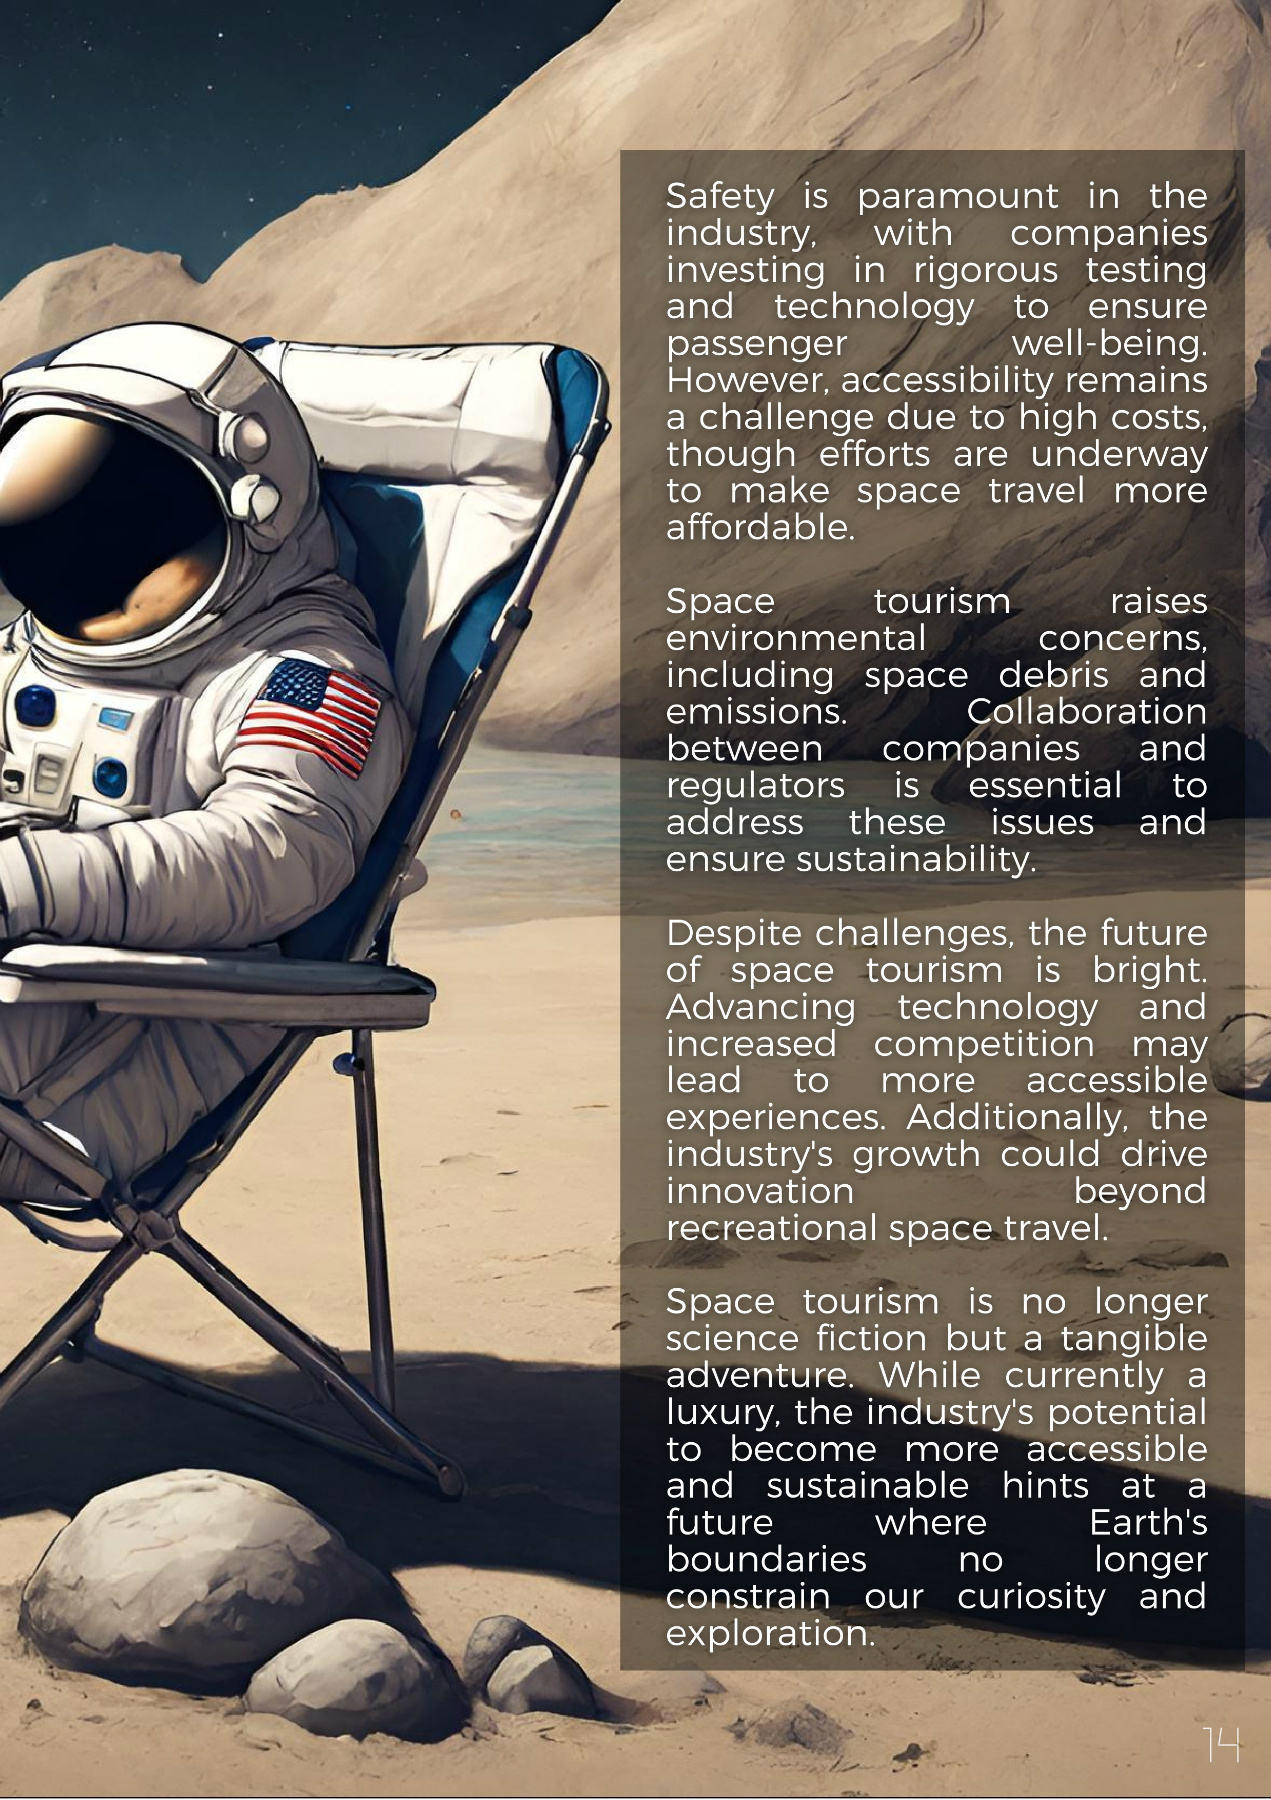 Safety is paramount in the
industry, with companies
investing in rigorous testing
and technology to ensure
passenger well-being.
However, accessibility remains
a challenge due to high costs,
though efforts are underway
to make space travel more
affordable.
Space tourism raises
environmental concerns,
including space debris and
emissions. Collaboration
between companies and
regulators is essential to
address these issues and
ensure sustainability.
Despite challenges, the future
of space tourism is bright.
Advancing technology and
increased competition may
lead to more accessible
experiences. Additionally, the
industry's growth could drive
innovation beyond
recreational space travel.
Space tourism is no longer
science fiction but a tangible
adventure. While currently a
luxury, the industry's potential
to become more accessible
and sustainable hints at a
future where Earth's
boundaries no longer
constrain our curiosity and
exploration.
14